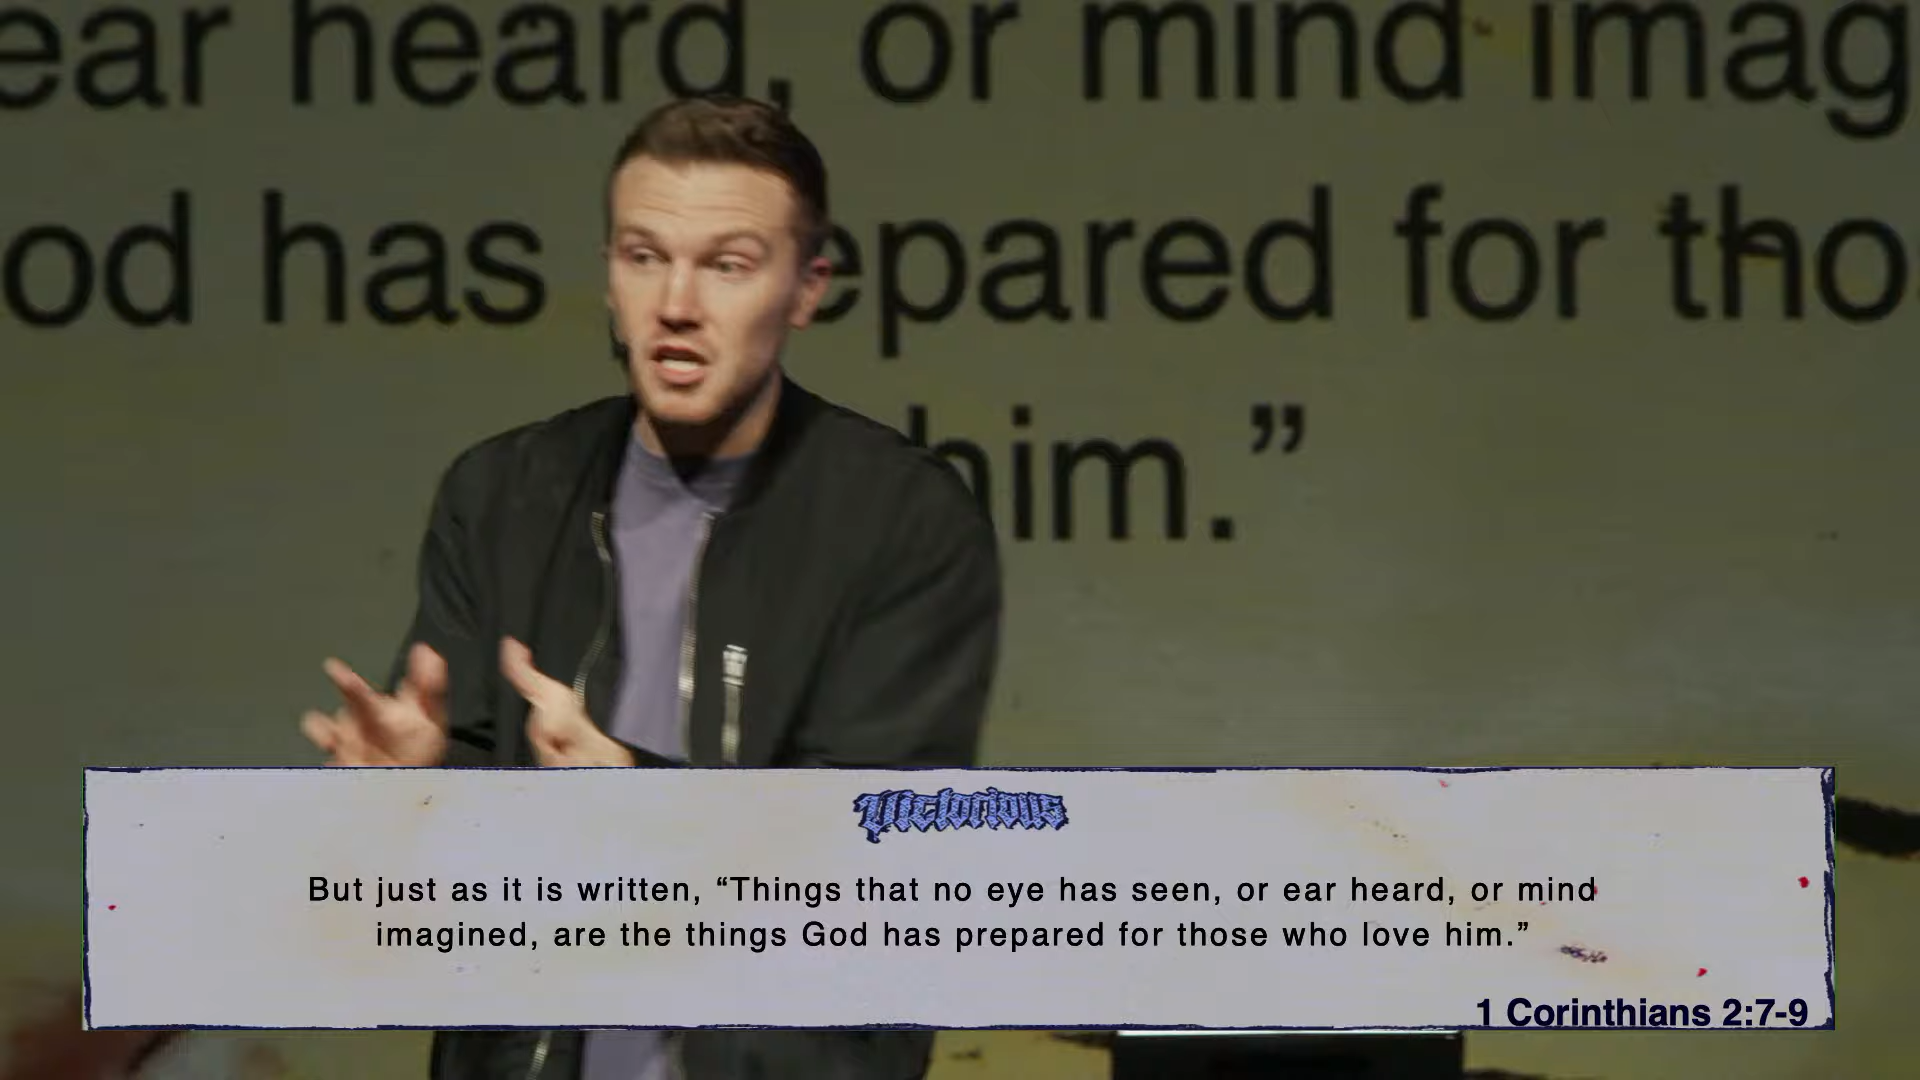 ear heard, or mind imag
od has epared for tho
him.”
Victorious
But just as it is written, “Things that no eye has seen, or ear heard, or mind
imagined, are the things God has prepared for those who love him.”
1 Corinthians 2:7-9